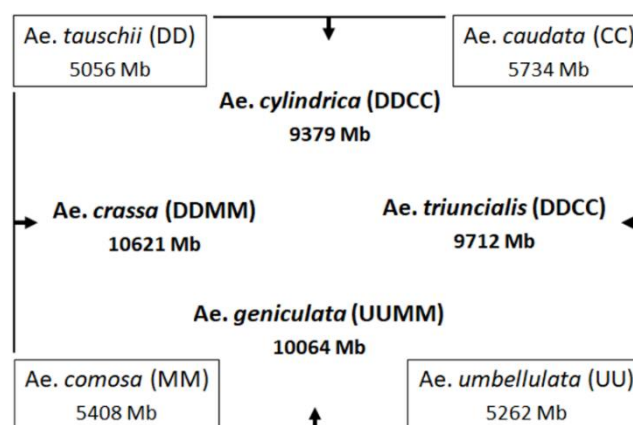 Ae. tauschii (DD)
5056 Mb
Ae. caudata (CC)
5734 Mb
Ae. cylindrica (DDCC)
9379 Mb
Ae. crassa (DDMM)
10621 Mb
Ae. triuncialis (DDCC)
9712 Mb
Ae. geniculata (UUMM)
10064 Mb
Ae. comosa (MM)
5408 Mb
Ae. umbellulata (UU)
5262 Mb